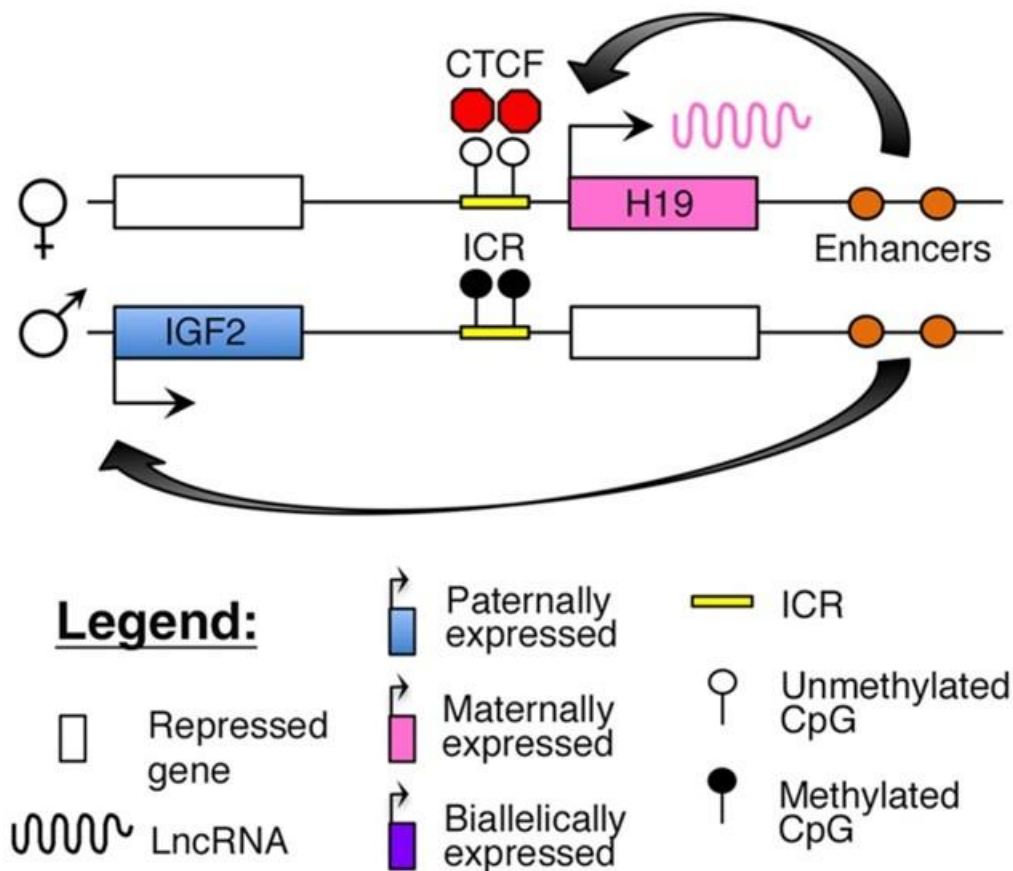 CTCF
H19
ICR
Enhancers
IGF2
Legend:
Repressed
gene
LncRNA
Paternally
expressed
Maternally
expressed
Biallelically
expressed
ICR
Unmethylated
CpG
Methylated
CpG